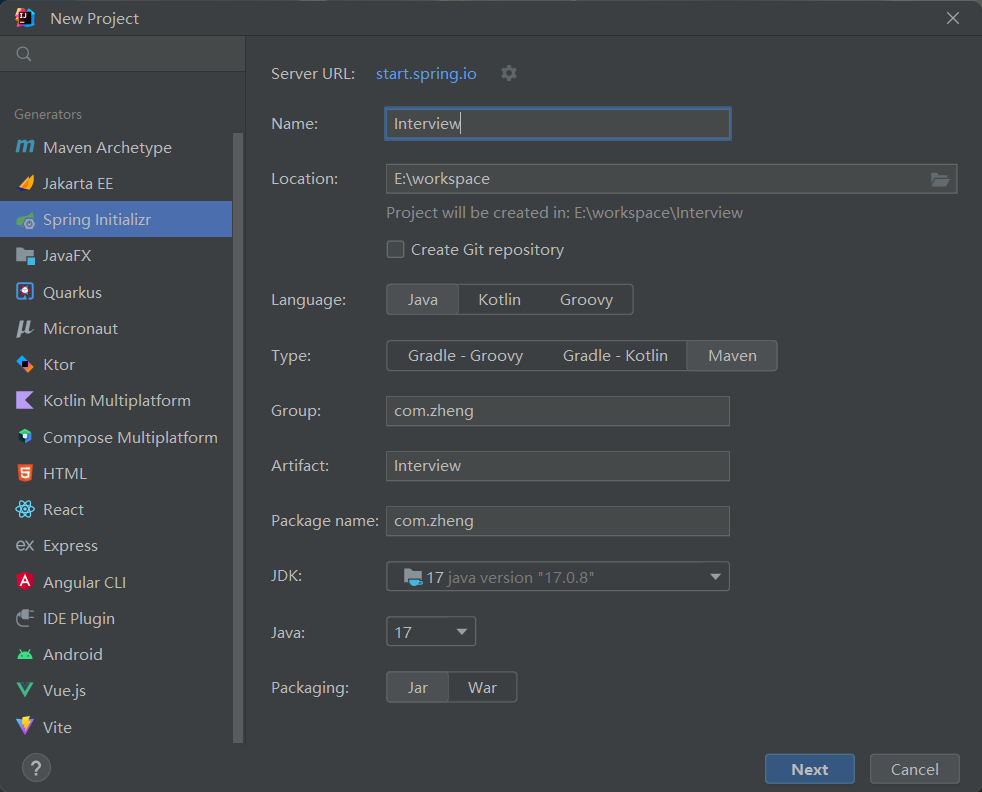 New Project
Server URL: start.spring.io
Generators
Name: Interview
Maven Archetype
Jakarta EE
Location: E:\workspace
Spring Initializr
Project will be created in: E:\workspace\Interview
JavaFX
Create Git repository
Quarkus
Language: Java Kotlin Groovy
Micronaut
Type: Gradle - Groovy Gradle - Kotlin Maven
Ktor
Kotlin Multiplatform
Group: com.zheng
Compose Multiplatform
HTML
Artifact: Interview
React
Package name: com.zheng
Express
Angular CLI
JDK: 17 java version "17.0.8"
IDE Plugin
Java: 17
Android
Vue.js
Packaging: Jar War
Vite
? Next Cancel